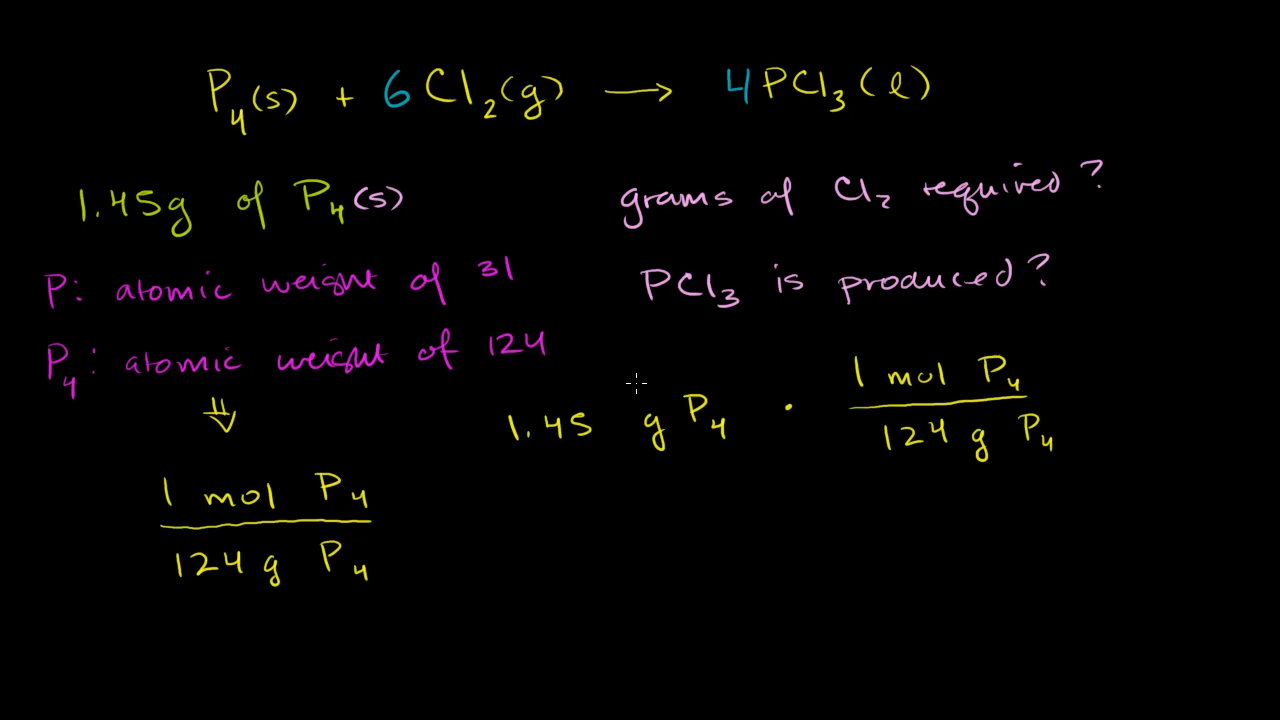 P₄(s) + 6Cl₂(g) → 4PCl₃(l)
1.45g of P₄(s)
grams of Cl₂ required?
P: atomic weight of 31
PCl₃ is produced?
P₄: atomic weight of 124
⇓
1.45 g P₄ · 1 mol P₄
124 g P₄
1 mol P₄
124 g P₄